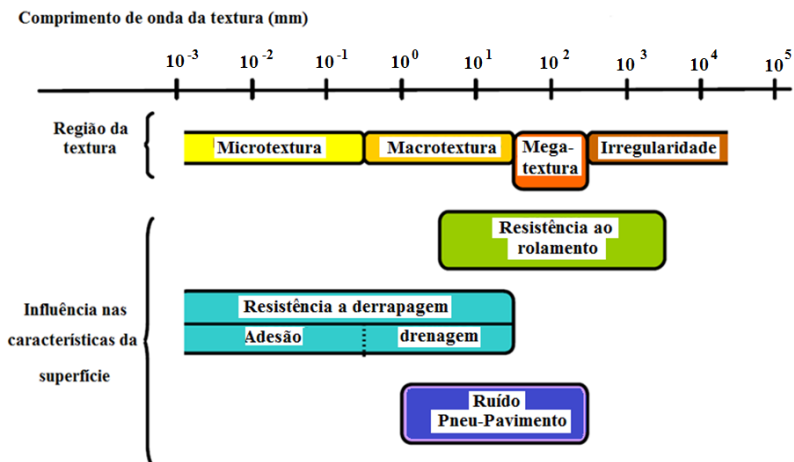 Comprimento de onda da textura (mm)
10-3 10-2 10-1 100 101 102 103 104 105
Região da
textura
Microtextura
Macrotextura
Mega-
textura
Irregularidade
Resistência ao
rolamento
Influência nas
características da
superfície
Resistência a derrapagem
Adesão
drenagem
Ruído
Pneu-Pavimento